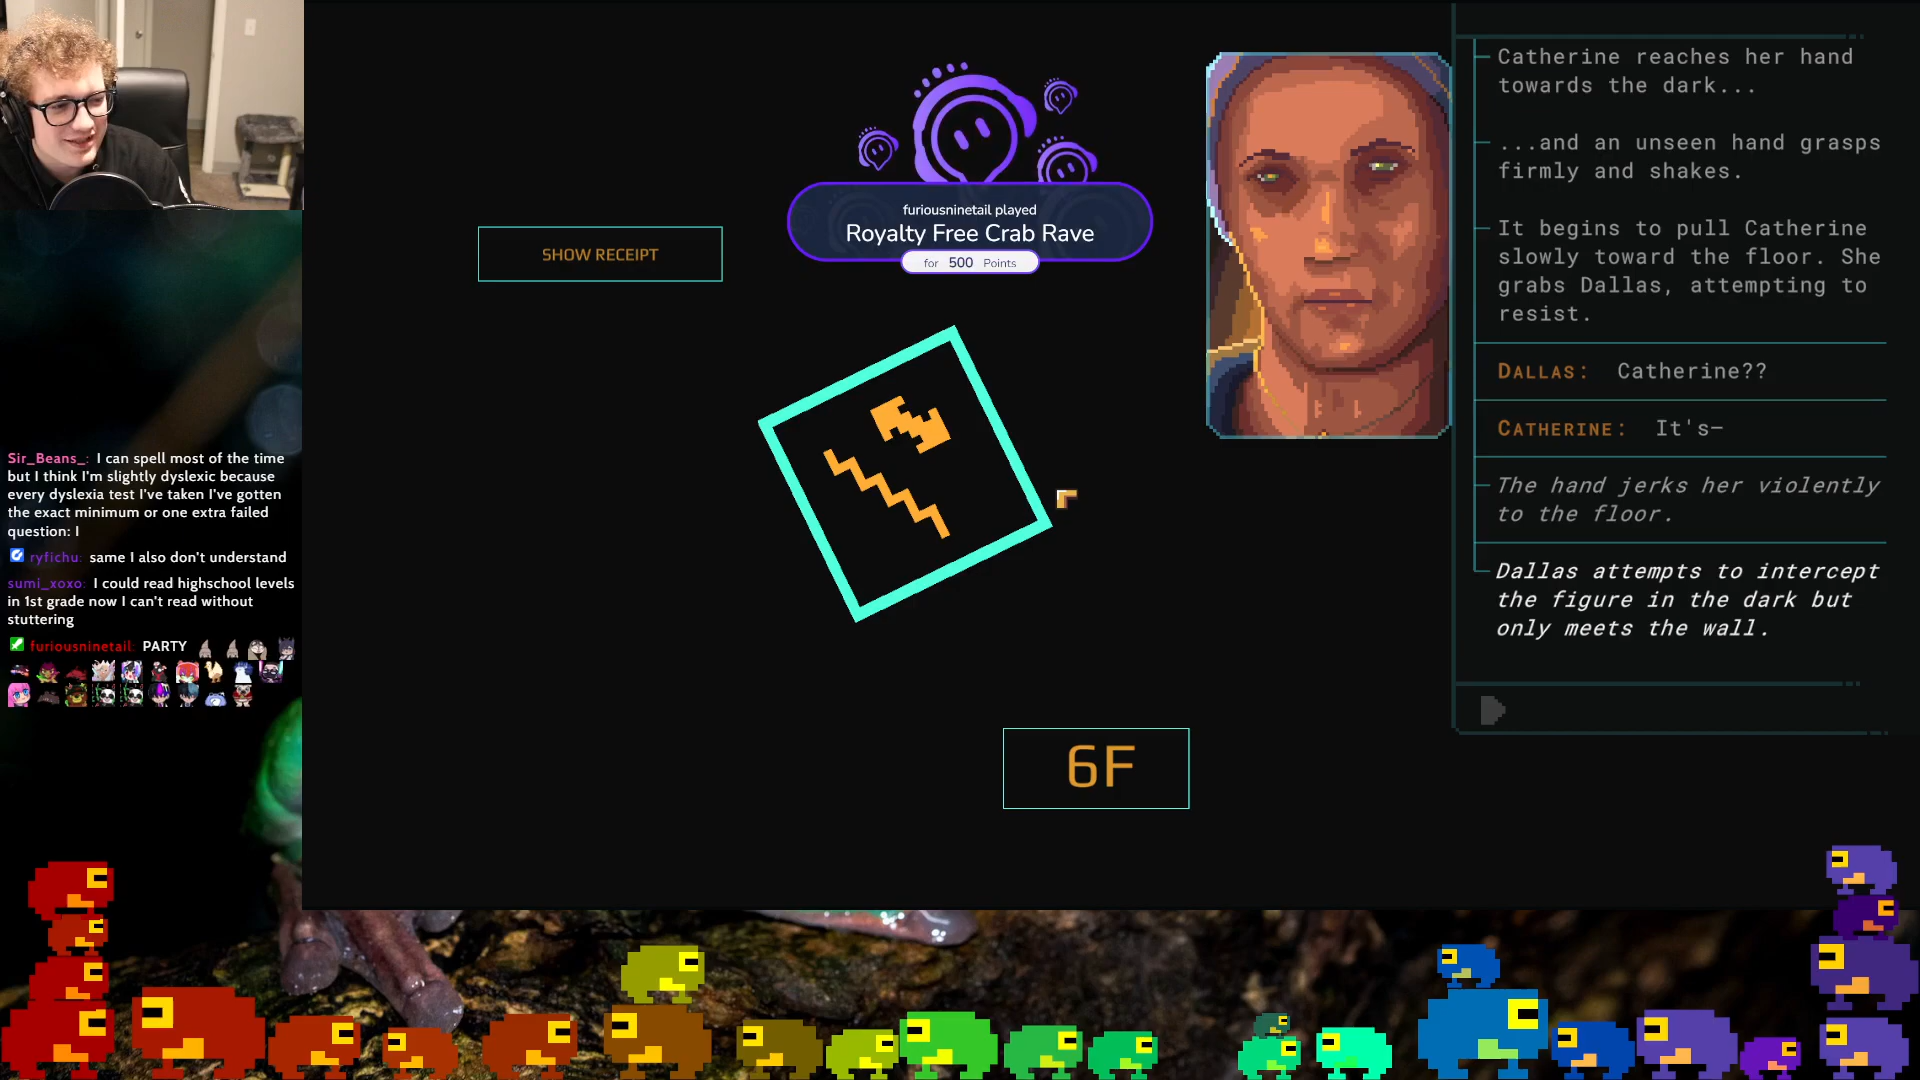 furiousninetail played
Royalty Free Crab Rave
for 500 Points
SHOW RECEIPT
6F
Catherine reaches her hand
towards the dark...
...and an unseen hand grasps
firmly and shakes.
It begins to pull Catherine
slowly toward the floor. She
grabs Dallas, attempting to
resist.
DALLAS: Catherine??
CATHERINE: It's—
The hand jerks her violently
to the floor.
Dallas attempts to intercept
the figure in the dark but
only meets the wall.
Sir_Beans_: I can spell most of the time
but I think I'm slightly dyslexic because
every dyslexia test I've taken I've gotten
the exact minimum or one extra failed
question: I
ryfichu: same I also don't understand
sumi_xoxo: I could read highschool levels
in 1st grade now I can't read without
stuttering
furiousninetail: PARTY